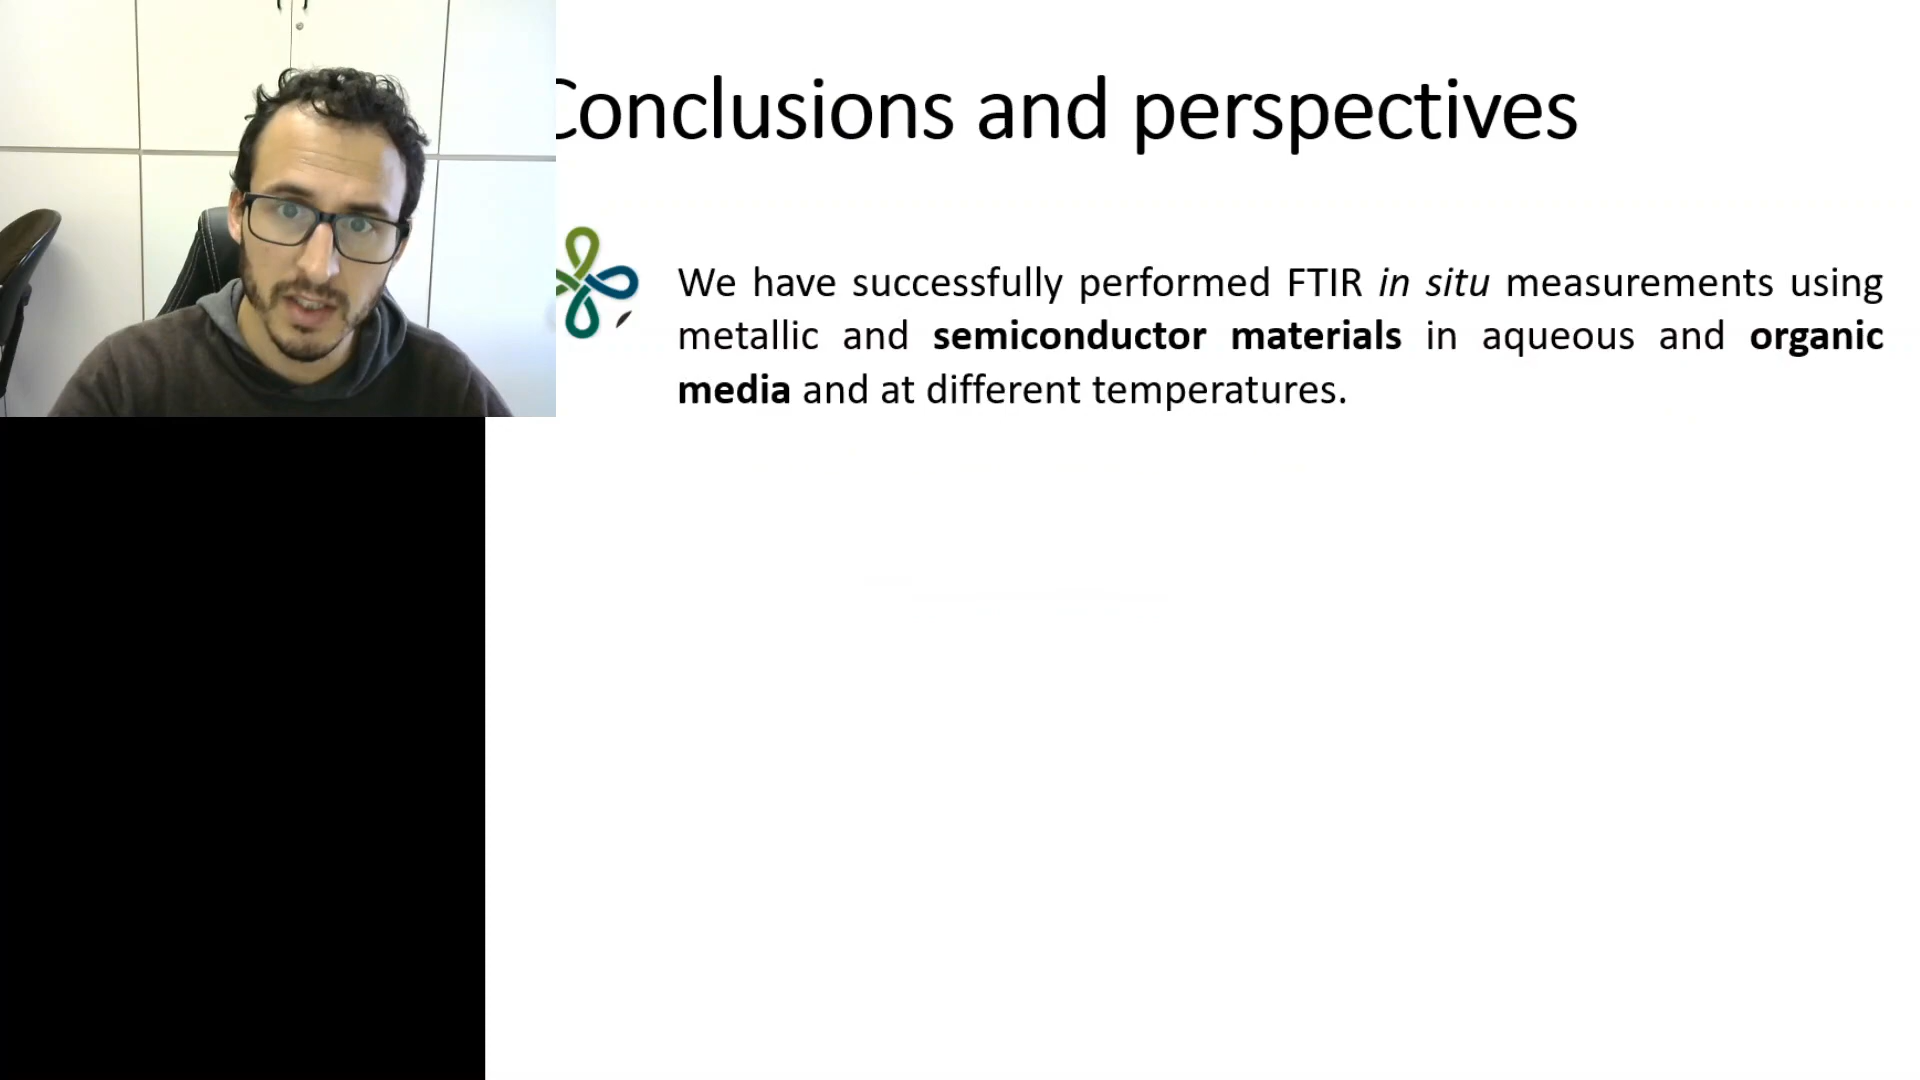 Conclusions and perspectives
We have successfully performed FTIR in situ measurements using
metallic and semiconductor materials in aqueous and organic
media and at different temperatures.